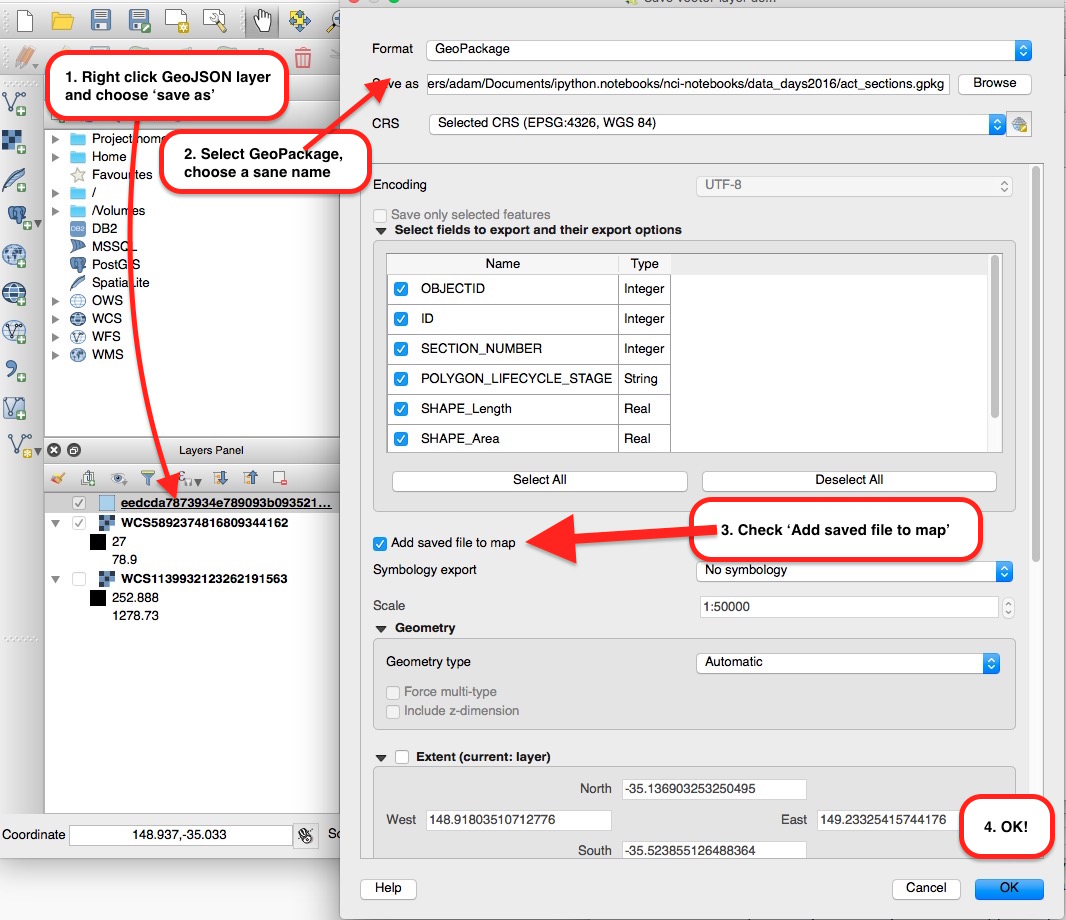 Save vector layer as...
Format
GeoPackage
Save as
ers/adam/Documents/ipython.notebooks/nci-notebooks/data_days2016/act_sections.gpkg
Browse
CRS
Selected CRS (EPSG:4326, WGS 84)
1. Right click GeoJSON layer
and choose ‘save as’
2. Select GeoPackage,
choose a sane name
Project home
Home
Favourites
/
/Volumes
DB2
MSSQL
PostGIS
SpatiaLite
OWS
WCS
WFS
WMS
Layers Panel
eedcda7873934e789093b093521...
WCS5892374816809344162
27
78.9
WCS1139932123262191563
252.888
1278.73
Coordinate
148.937,-35.033
Sc
Encoding
UTF-8
Save only selected features
Select fields to export and their export options
Name Type
OBJECTID Integer
ID Integer
SECTION_NUMBER Integer
POLYGON_LIFECYCLE_STAGE String
SHAPE_Length Real
SHAPE_Area Real
Select All
Deselect All
3. Check ‘Add saved file to map’
Add saved file to map
Symbology export
No symbology
Scale
1:50000
Geometry
Geometry type
Automatic
Force multi-type
Include z-dimension
Extent (current: layer)
North
-35.136903253250495
West
148.91803510712776
East
149.23325415744176
South
-35.523855126488364
4. OK!
Help
Cancel
OK